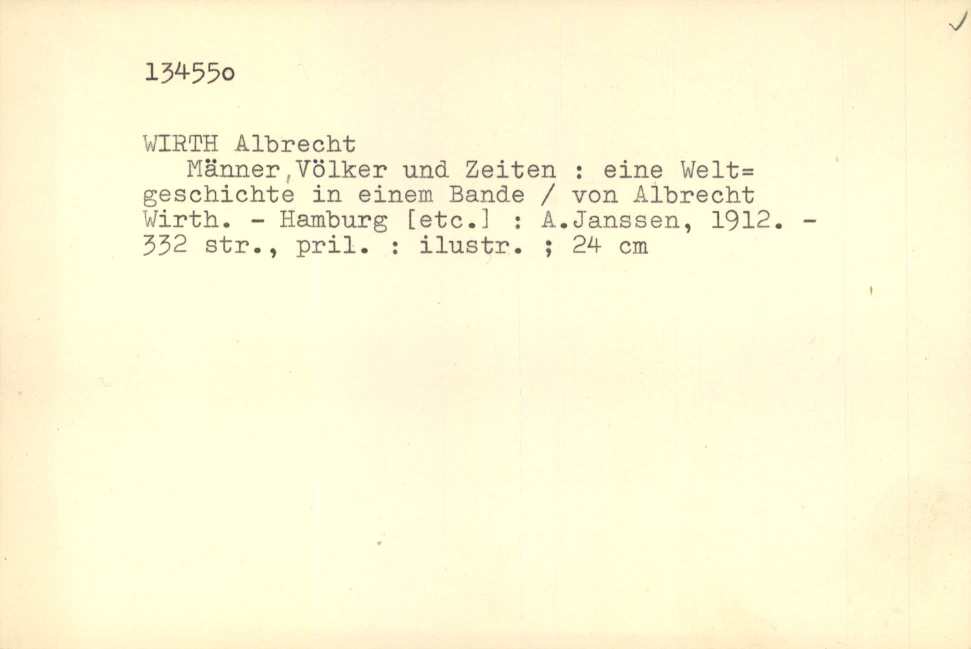 134550
WIRTH Albrecht
Männer, Völker und Zeiten : eine Welt=
geschichte in einem Bande / von Albrecht
Wirth. - Hamburg [etc.] : A.Janssen, 1912. -
332 str., pril. : ilustr. ; 24 cm